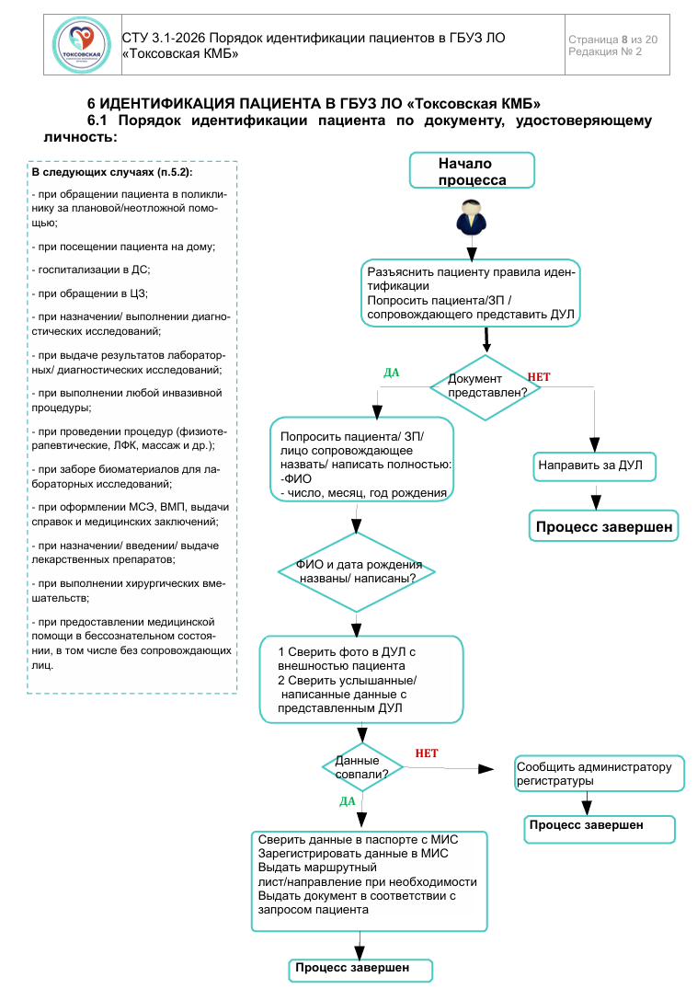 СТУ 3.1-2026 Порядок идентификации пациентов в ГБУЗ ЛО
«Токсовская КМБ»
Страница 8 из 20
Редакция № 2
ТОКСОВСКАЯ
6 ИДЕНТИФИКАЦИЯ ПАЦИЕНТА В ГБУЗ ЛО «Токсовская КМБ»
6.1 Порядок идентификации пациента по документу, удостоверяющему
личность:
В следующих случаях (п.5.2):
- при обращении пациента в поликли-
нику за плановой/неотложной помо-
щью;
- при посещении пациента на дому;
- госпитализации в ДС;
- при обращении в ЦЗ;
- при назначении/ выполнении диагно-
стических исследований;
- при выдаче результатов лаборатор-
ных/ диагностических исследований;
- при выполнении любой инвазивной
процедуры;
- при проведении процедур (физиоте-
рапевтические, ЛФК, массаж и др.);
- при заборе биоматериалов для ла-
бораторных исследований;
- при оформлении МСЭ, ВМП, выдачи
справок и медицинских заключений;
- при назначении/ введении/ выдаче
лекарственных препаратов;
- при выполнении хирургических вме-
шательств;
- при предоставлении медицинской
помощи в бессознательном состоя-
нии, в том числе без сопровождающих
лиц.
Начало
процесса
Разъяснить пациенту правила иден-
тификации
Попросить пациента/ЗП /
сопровождающего представить ДУЛ
Документ
представлен?
ДА
НЕТ
Попросить пациента/ ЗП/
лицо сопровождающее
назвать/ написать полностью:
-ФИО
- число, месяц, год рождения
Направить за ДУЛ
Процесс завершен
ФИО и дата рождения
названы/ написаны?
1 Сверить фото в ДУЛ с
внешностью пациента
2 Сверить услышанные/
написанные данные с
представленным ДУЛ
Данные
совпали?
НЕТ
ДА
Сообщить администратору
регистратуры
Процесс завершен
Сверить данные в паспорте с МИС
Зарегистрировать данные в МИС
Выдать маршрутный
лист/направление при необходимости
Выдать документ в соответствии с
запросом пациента
Процесс завершен